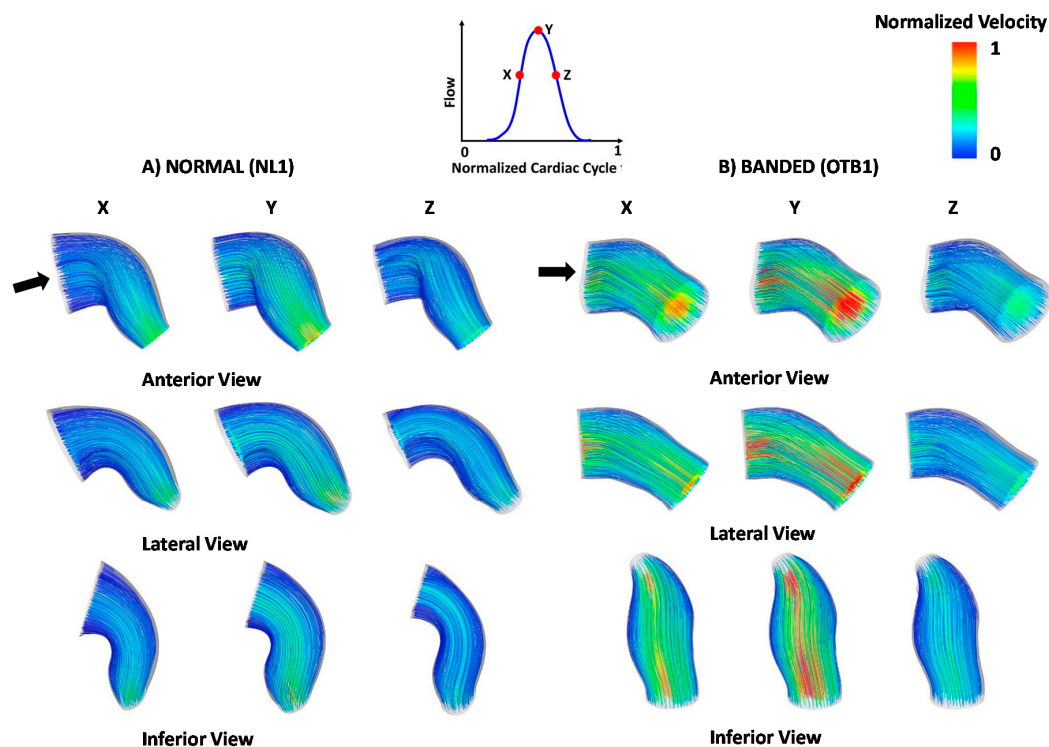 Normalized Velocity
1
0
Y
X
Z
Flow
0
1
Normalized Cardiac Cycle
A) NORMAL (NL1)
B) BANDED (OTB1)
X
Y
Z
X
Y
Z
Anterior View
Anterior View
Lateral View
Lateral View
Inferior View
Inferior View